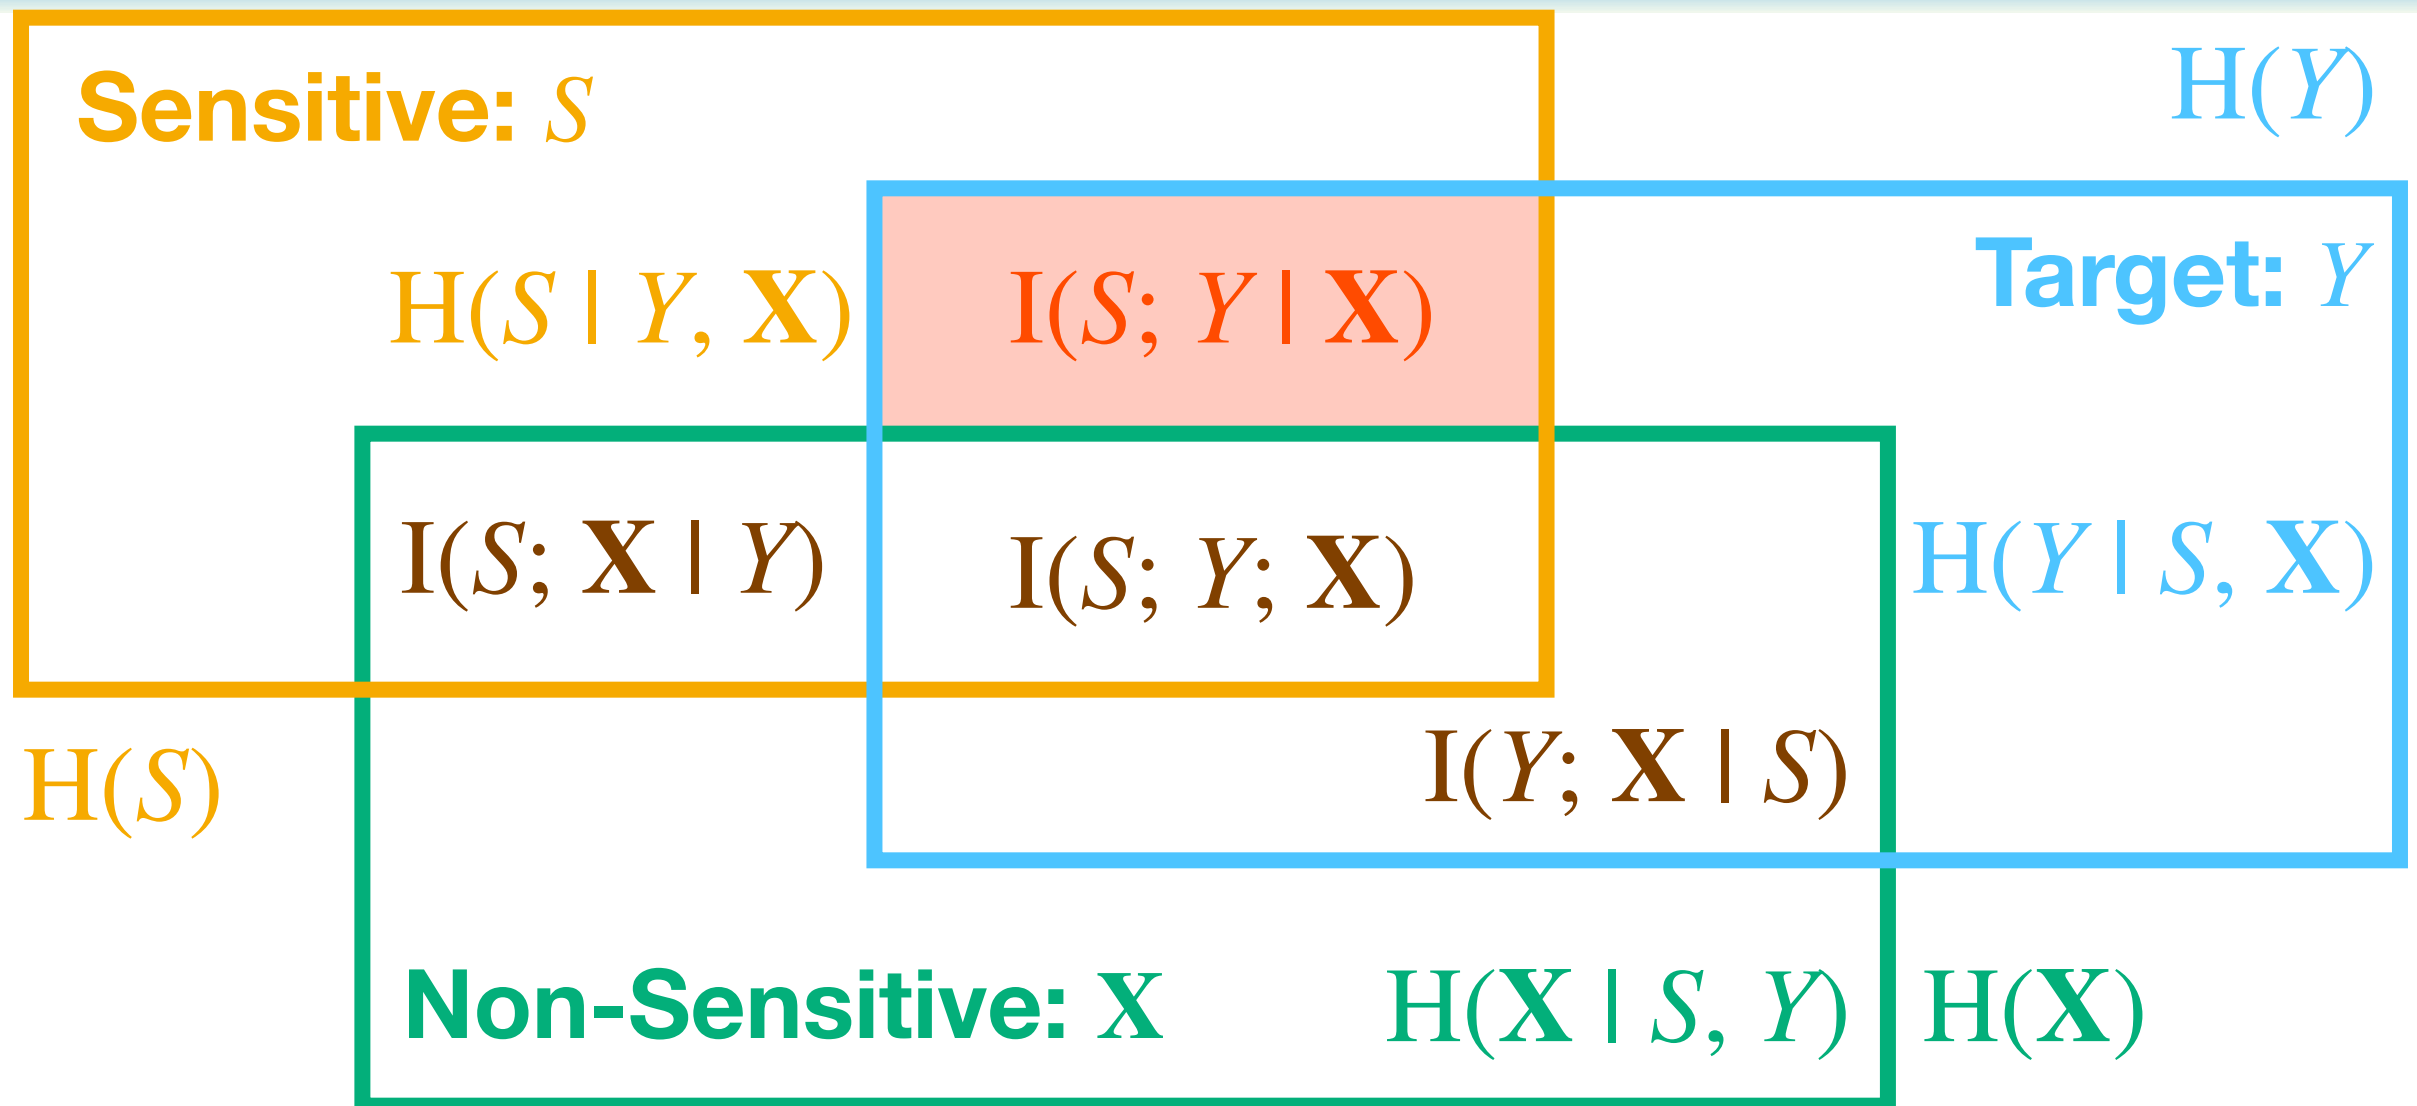 Sensitive: S
H(Y)
Target: Y
H(S | Y, X)
I(S; Y | X)
I(S; X | Y)
I(S; Y; X)
H(Y | S, X)
H(S)
I(Y; X | S)
Non-Sensitive: X
H(X | S, Y)
H(X)